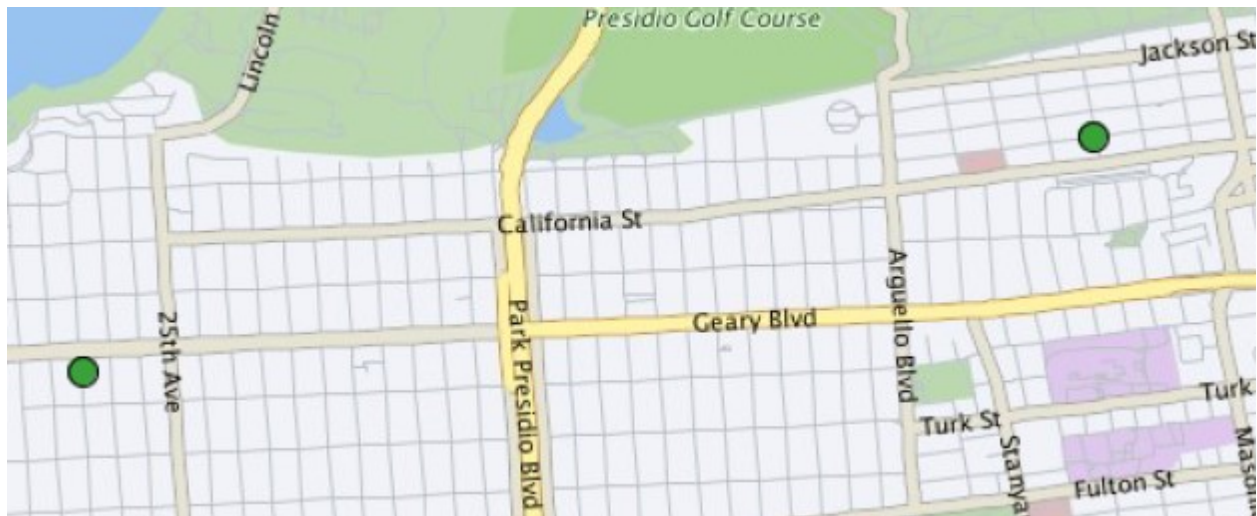 Presidio Golf Course
Lincoln
Jackson St
California St
25th Ave
Park Presidio Blvd
Geary Blvd
Arguello Blvd
Turk St
Turk
Stanya
Fulton St
Mason